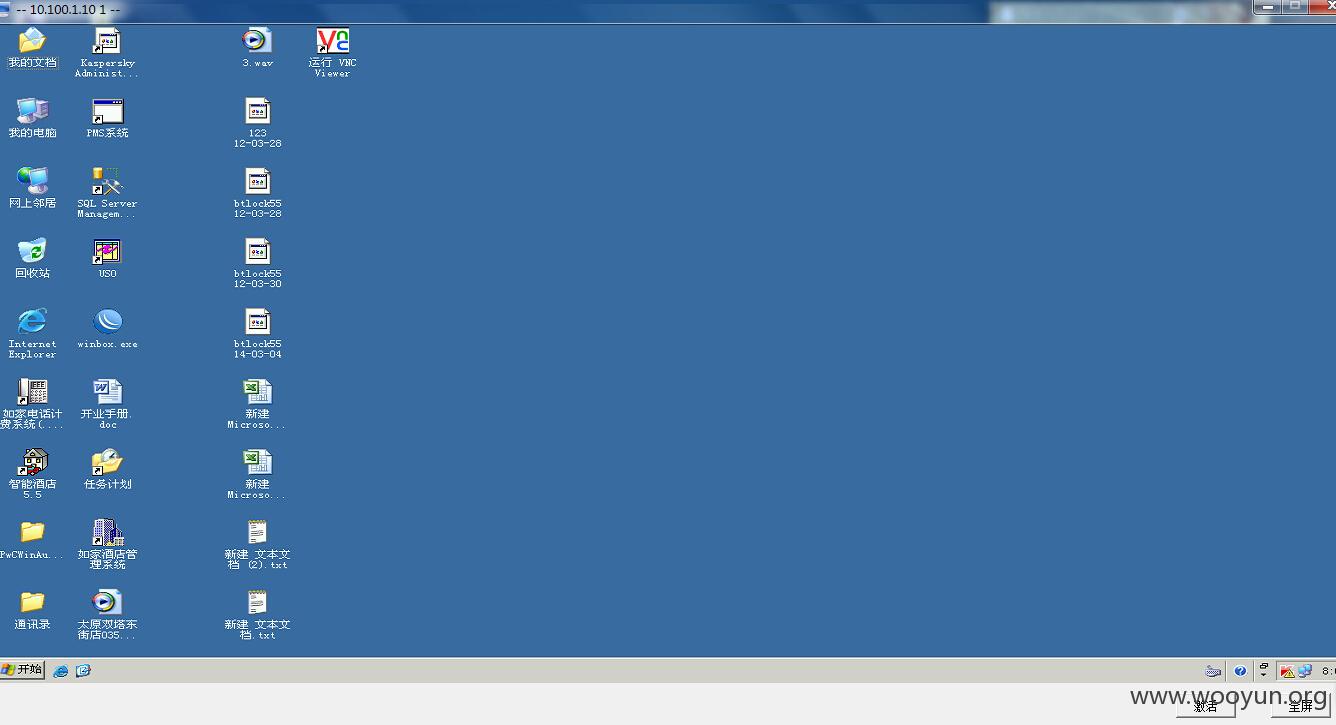 -- 10.100.1.10 1 --
我的文档
Kaspersky
Administ...
3.wav
运行 VNC
Viewer
我的电脑
PMS系统
123
12-03-28
网上邻居
SQL Server
Managem...
btlock55
12-03-28
回收站
USO
btlock55
12-03-30
Internet
Explorer
winbox.exe
btlock55
14-03-04
如家电话计
费系统(....
开业手册.
doc
新建
Microso...
智能酒店
5.5
任务计划
新建
Microso...
PwCWinAu...
如家酒店管
理系统
新建 文本文
档 (2).txt
通讯录
太原双塔东
街店035...
新建 文本文
档.txt
开始
www.wooyun.org
激活
全屏